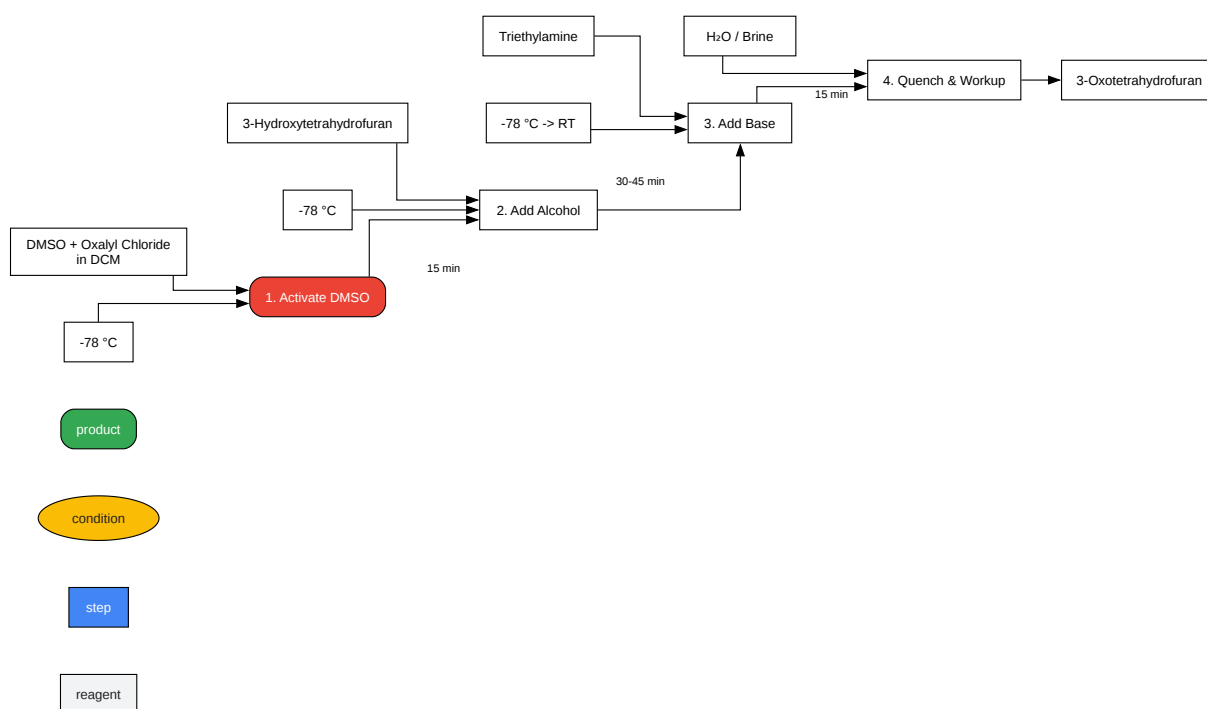 Triethylamine
H₂O / Brine
4. Quench & Workup
3-Oxotetrahydrofuran
15 min
3-Hydroxytetrahydrofuran
-78 °C -> RT
3. Add Base
30-45 min
-78 °C
2. Add Alcohol
DMSO + Oxalyl Chloride
in DCM
15 min
1. Activate DMSO
-78 °C
product
condition
step
reagent